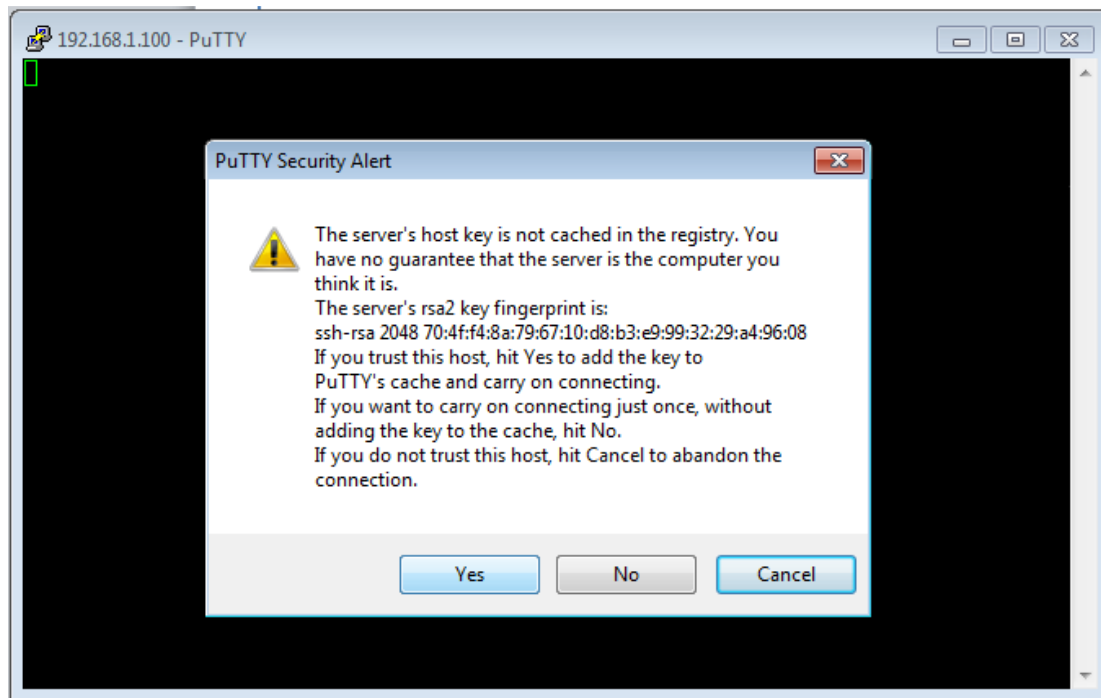 192.168.1.100 - PuTTY
PuTTY Security Alert
The server's host key is not cached in the registry. You
have no guarantee that the server is the computer you
think it is.
The server's rsa2 key fingerprint is:
ssh-rsa 2048 70:4f:f4:8a:79:67:10:d8:b3:e9:99:32:29:a4:96:08
If you trust this host, hit Yes to add the key to
PuTTY's cache and carry on connecting.
If you want to carry on connecting just once, without
adding the key to the cache, hit No.
If you do not trust this host, hit Cancel to abandon the
connection.
Yes No Cancel